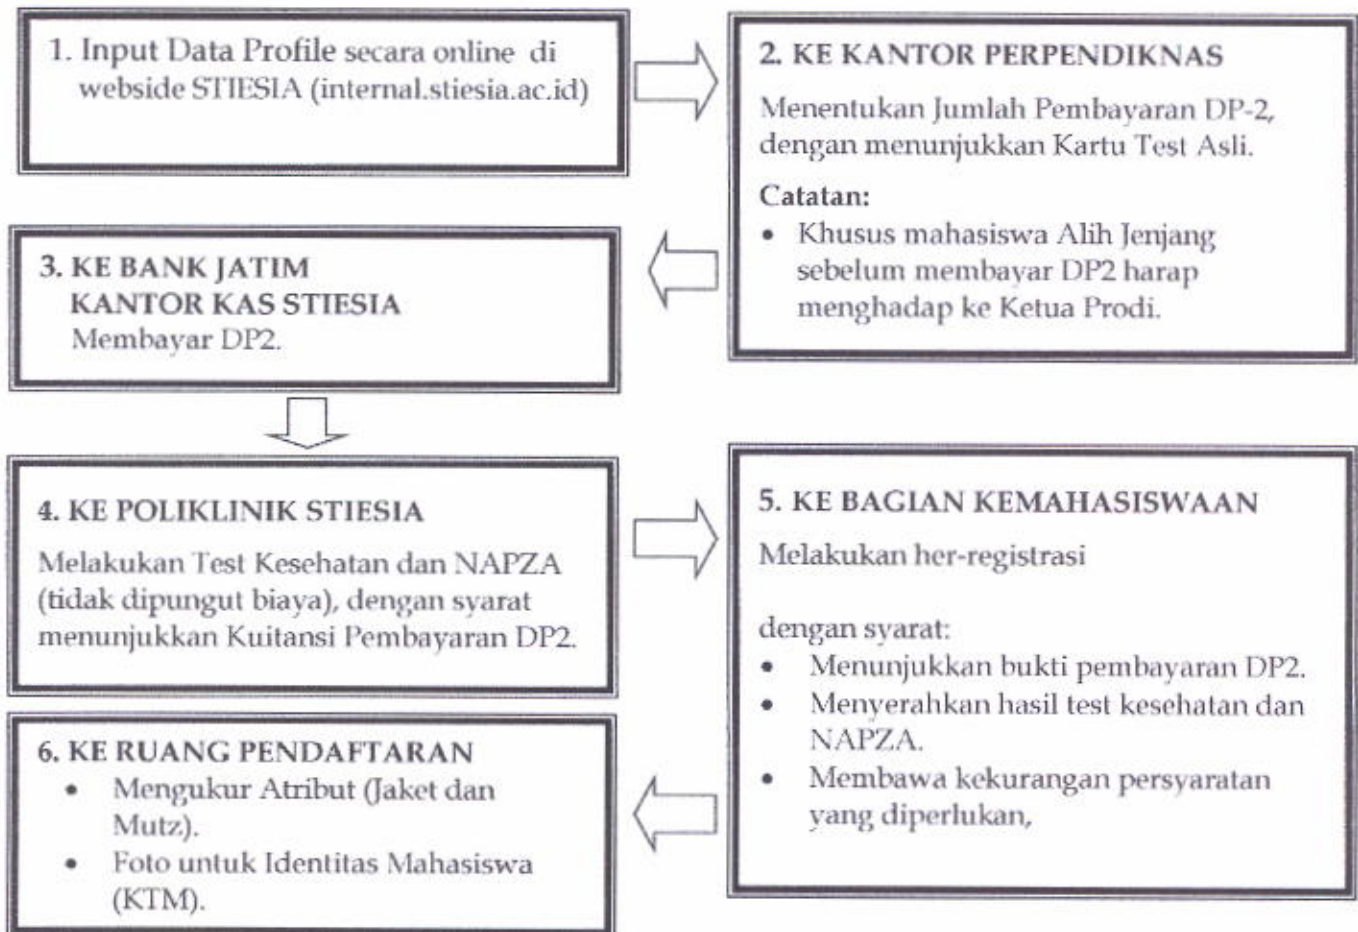 1. Input Data Profile secara online di
webside STIESIA (internal.stiesia.ac.id)
2. KE KANTOR PERPENDIKNAS
Menentukan Jumlah Pembayaran DP-2,
dengan menunjukkan Kartu Test Asli.
Catatan:
• Khusus mahasiswa Alih Jenjang
sebelum membayar DP2 harap
menghadap ke Ketua Prodi.
3. KE BANK JATIM
KANTOR KAS STIESIA
Membayar DP2.
4. KE POLIKLINIK STIESIA
Melakukan Test Kesehatan dan NAPZA
(tidak dipungut biaya), dengan syarat
menunjukkan Kuitansi Pembayaran DP2.
5. KE BAGIAN KEMAHASISWAAN
Melakukan her-registrasi
dengan syarat:
• Menunjukkan bukti pembayaran DP2.
• Menyerahkan hasil test kesehatan dan
NAPZA.
• Membawa kekurangan persyaratan
yang diperlukan,
6. KE RUANG PENDAFTARAN
• Mengukur Atribut (Jaket dan
Mutz).
• Foto untuk Identitas Mahasiswa
(KTM).